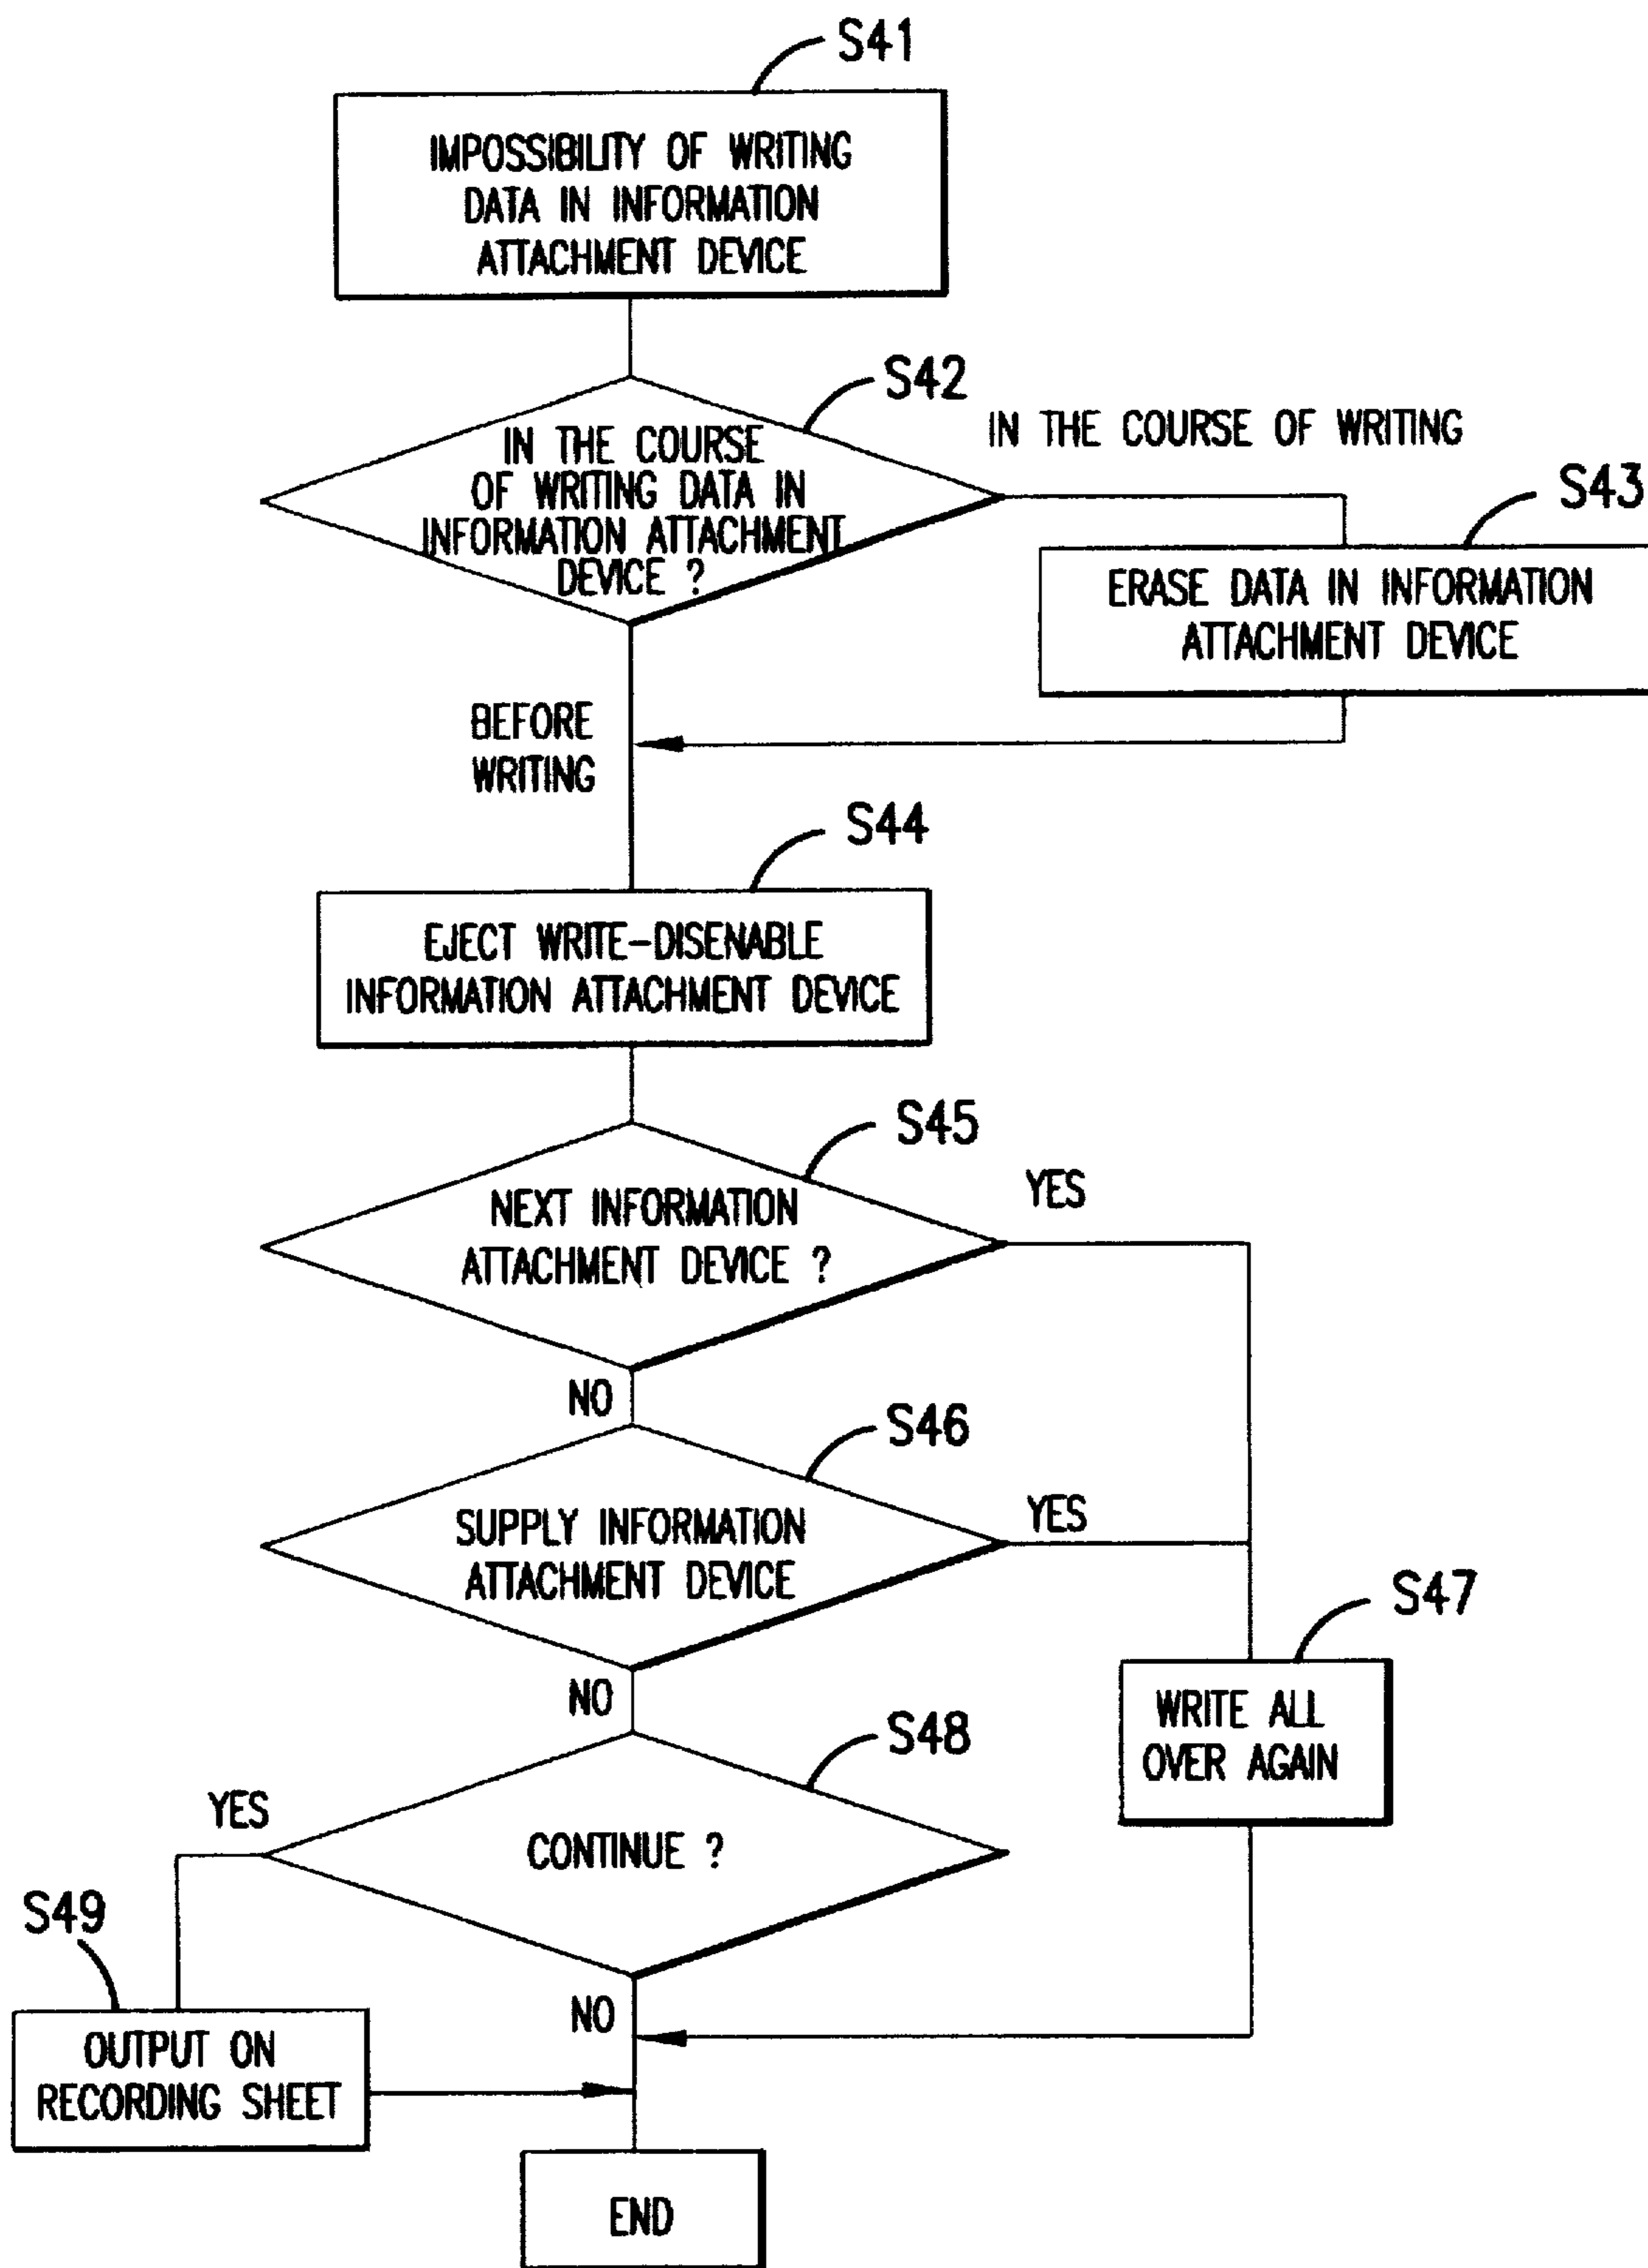 S41
IMPOSSIBILITY OF WRITING
DATA IN INFORMATION
ATTACHMENT DEVICE
S42
IN THE COURSE
OF WRITING DATA IN
INFORMATION ATTACHMENT
DEVICE ?
IN THE COURSE OF WRITING
S43
ERASE DATA IN INFORMATION
ATTACHMENT DEVICE
BEFORE
WRITING
S44
EJECT WRITE-DISENABLE
INFORMATION ATTACHMENT DEVICE
S45
NEXT INFORMATION
ATTACHMENT DEVICE ?
YES
NO
S46
SUPPLY INFORMATION
ATTACHMENT DEVICE
YES
S47
WRITE ALL
OVER AGAIN
NO
S48
CONTINUE ?
YES
S49
OUTPUT ON
RECORDING SHEET
NO
END